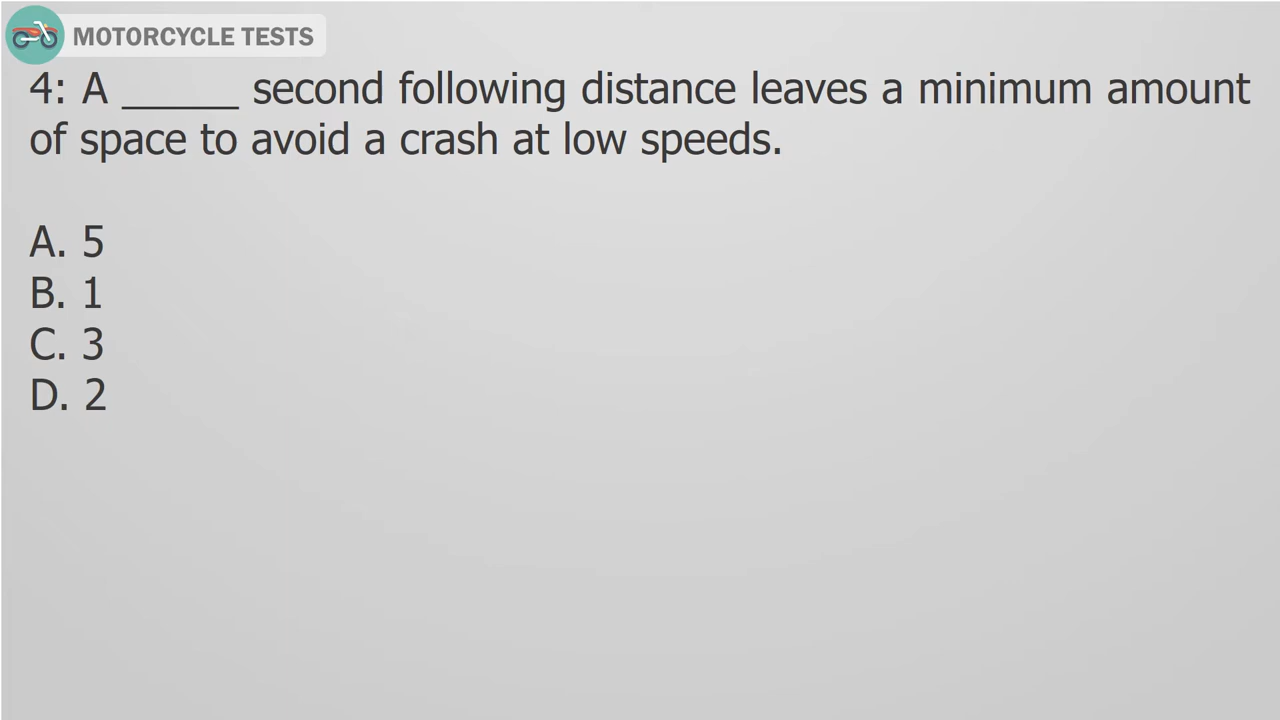 MOTORCYCLE TESTS
4: A _____ second following distance leaves a minimum amount
of space to avoid a crash at low speeds.
A. 5
B. 1
C. 3
D. 2